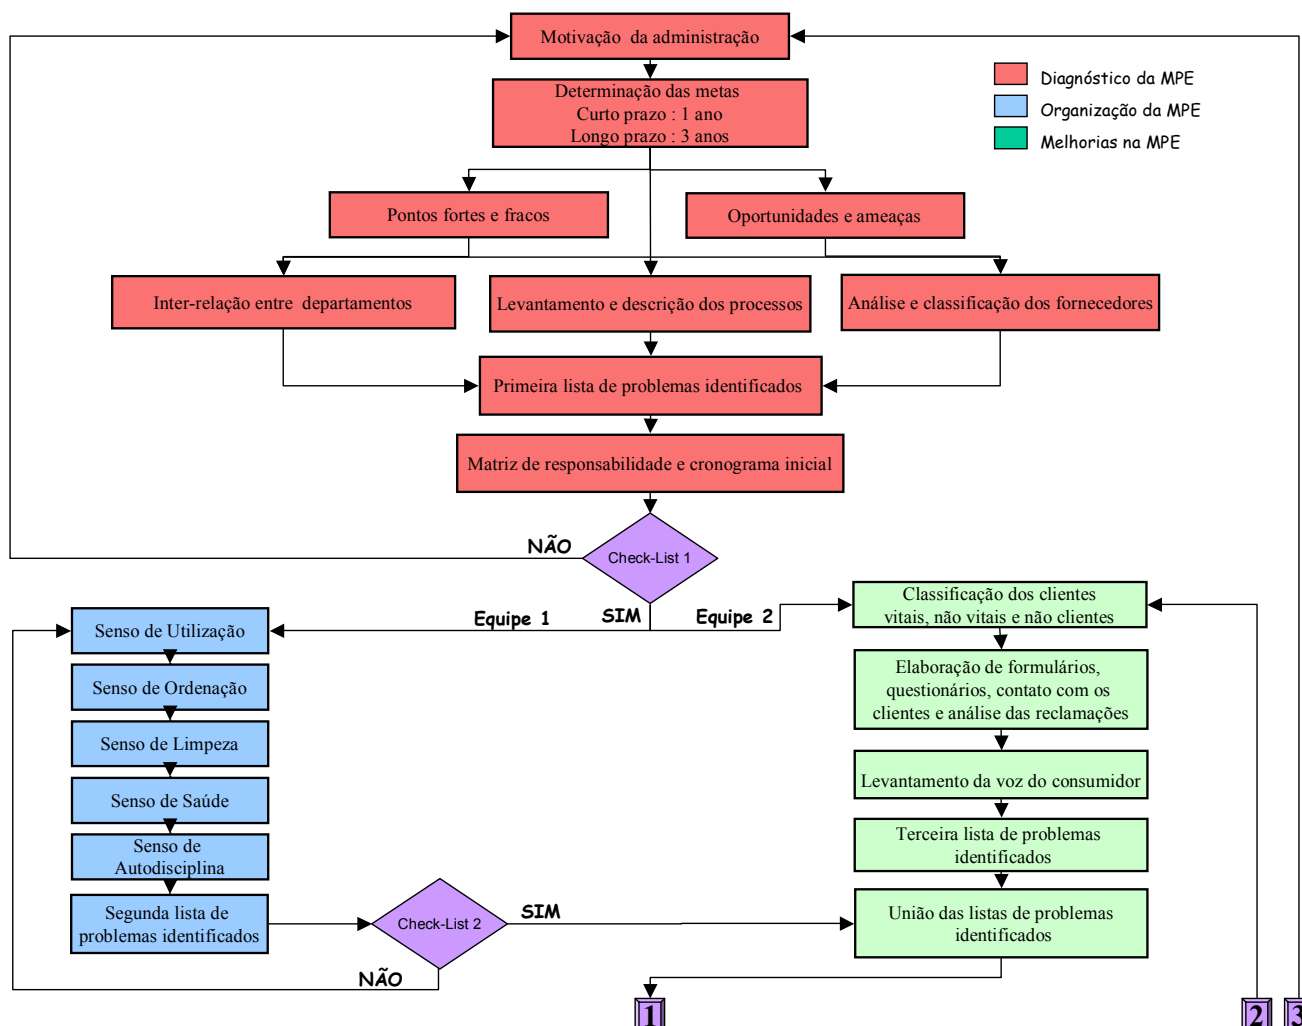 Motivação da administração
Determinação das metas
Curto prazo : 1 ano
Longo prazo : 3 anos
Diagnóstico da MPE
Organização da MPE
Melhorias na MPE
Pontos fortes e fracos
Oportunidades e ameaças
Inter-relação entre departamentos
Levantamento e descrição dos processos
Análise e classificação dos fornecedores
Primeira lista de problemas identificados
Matriz de responsabilidade e cronograma inicial
NÃO
Check-List 1
Equipe 1
SIM
Equipe 2
Senso de Utilização
Senso de Ordenação
Senso de Limpeza
Senso de Saúde
Senso de
Autodisciplina
Segunda lista de
problemas identificados
Check-List 2
SIM
NÃO
Classificação dos clientes
vitais, não vitais e não clientes
Elaboração de formulários,
questionários, contato com os
clientes e análise das reclamações
Levantamento da voz do consumidor
Terceira lista de problemas
identificados
União das listas de problemas
identificados
1
2
3